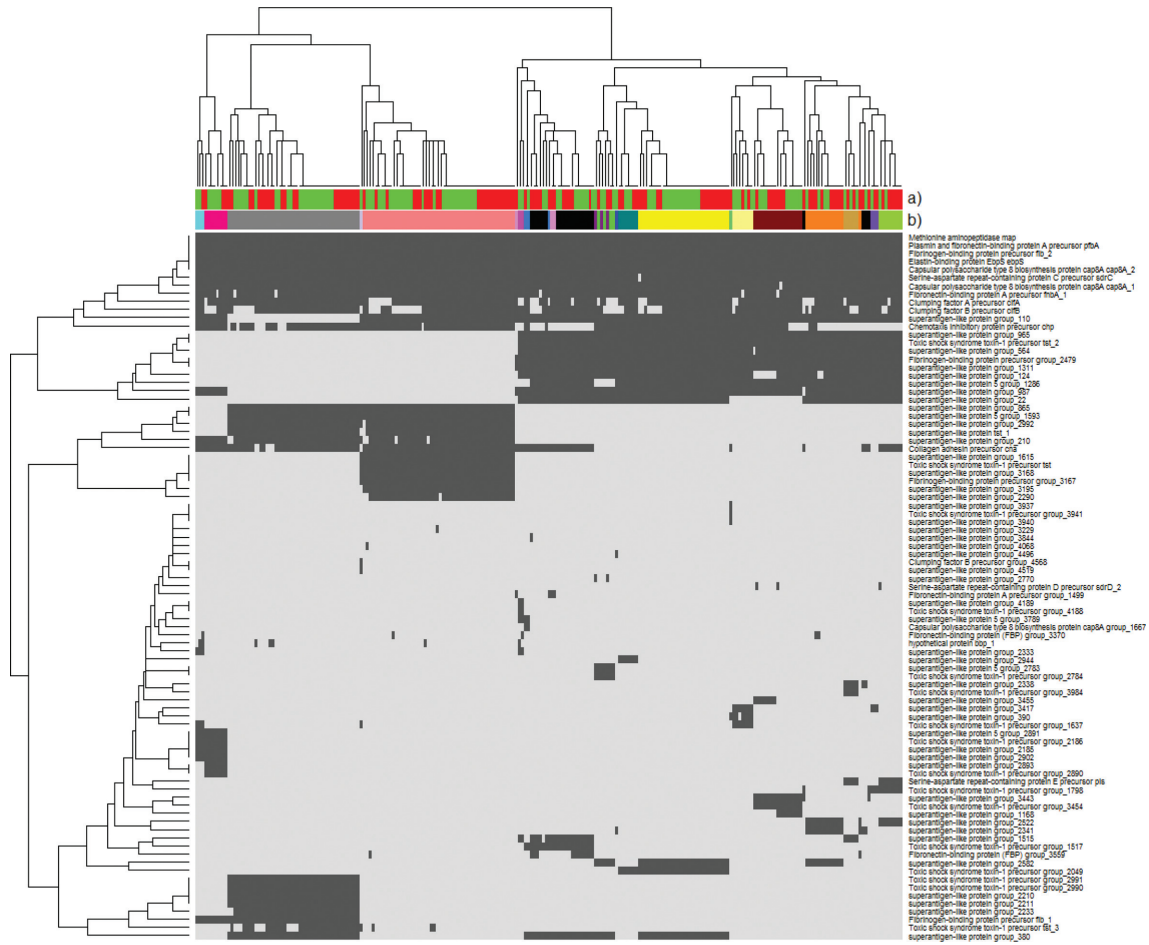 a)
b)
Methionine aminopeptidase map
Plasmin and fibronectin-binding protein A precursor pfbA
Fibrinogen-binding protein precursor fib_2
Elastin-binding protein EbpS ebpS
Capsular polysaccharide type 8 biosynthesis protein cap8A cap8A_2
Serine-aspartate repeat-containing protein C precursor sdrC
Capsular polysaccharide type 8 biosynthesis protein cap8A cap8A_1
Fibronectin-binding protein A precursor fnbA_1
Clumping factor A precursor clfA
Clumping factor B precursor clfB
superantigen-like protein group_110
Chemotaxis inhibitory protein precursor chp
superantigen-like protein group_965
Toxic shock syndrome toxin-1 precursor tst_2
superantigen-like protein group_564
Fibrinogen-binding protein precursor group_2479
superantigen-like protein group_1311
superantigen-like protein group_124
superantigen-like protein 5 group_1286
superantigen-like protein group_987
superantigen-like protein group_22
superantigen-like protein group_865
superantigen-like protein 5 group_1593
superantigen-like protein group_2992
superantigen-like protein tst_1
superantigen-like protein group_210
Collagen adhesin precursor cna
superantigen-like protein group_1615
Toxic shock syndrome toxin-1 precursor tst
superantigen-like protein group_3168
Fibrinogen-binding protein precursor group_3167
superantigen-like protein group_3195
superantigen-like protein group_2290
superantigen-like protein group_3937
Toxic shock syndrome toxin-1 precursor group_3941
superantigen-like protein group_3940
superantigen-like protein group_3229
superantigen-like protein group_3844
superantigen-like protein group_4068
superantigen-like protein group_4496
Clumping factor B precursor group_4568
superantigen-like protein group_4579
superantigen-like protein group_2770
Serine-aspartate repeat-containing protein D precursor sdrD_2
Fibronectin-binding protein A precursor group_1499
superantigen-like protein group_4189
Toxic shock syndrome toxin-1 precursor group_4188
superantigen-like protein 5 group_3789
Capsular polysaccharide type 8 biosynthesis protein cap8A group_1667
Fibronectin-binding protein (FBP) group_3370
hypothetical protein bbp_1
superantigen-like protein group_2333
superantigen-like protein group_2944
superantigen-like protein 5 group_2783
Toxic shock syndrome toxin-1 precursor group_2784
superantigen-like protein group_2338
Toxic shock syndrome toxin-1 precursor group_3984
superantigen-like protein group_3455
superantigen-like protein group_3417
superantigen-like protein group_390
Toxic shock syndrome toxin-1 precursor group_1637
superantigen-like protein 5 group_2891
Toxic shock syndrome toxin-1 precursor group_2186
superantigen-like protein group_2185
superantigen-like protein group_2902
superantigen-like protein group_2893
Toxic shock syndrome toxin-1 precursor group_2890
Serine-aspartate repeat-containing protein E precursor pls
Toxic shock syndrome toxin-1 precursor group_1798
superantigen-like protein group_3443
Toxic shock syndrome toxin-1 precursor group_3454
superantigen-like protein group_1168
superantigen-like protein group_2522
superantigen-like protein group_2341
superantigen-like protein group_1515
Toxic shock syndrome toxin-1 precursor group_1517
Fibronectin-binding protein (FBP) group_3559
superantigen-like protein group_2582
Toxic shock syndrome toxin-1 precursor group_2049
Toxic shock syndrome toxin-1 precursor group_2991
Toxic shock syndrome toxin-1 precursor group_2990
superantigen-like protein group_2210
superantigen-like protein group_2211
superantigen-like protein group_2233
Fibrinogen-binding protein precursor fib_1
Toxic shock syndrome toxin-1 precursor tst_3
superantigen-like protein group_380